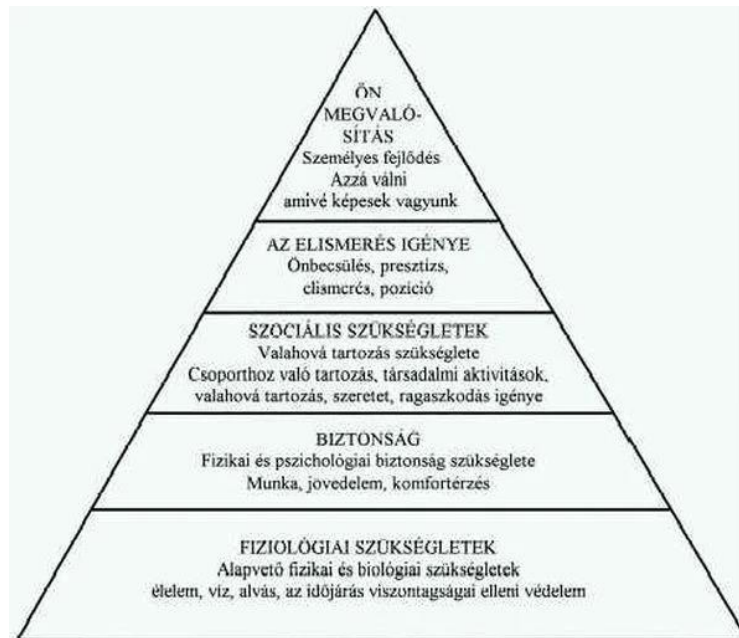 ÖN
MEGVALÓ-
SÍTÁS
Személyes fejlődés
Azzá válni
amivé képesek vagyunk
AZ ELISMERÉS IGÉNYE
Önbecsülés, presztízs,
elismerés, pozíció
SZOCIÁLIS SZÜKSÉGLETEK
Valahová tartozás szükséglete
Csoporthoz való tartozás, társadalmi aktivitások,
valahová tartozás, szeretet, ragaszkodás igénye
BIZTONSÁG
Fizikai és pszichológiai biztonság szükséglete
Munka, jovedelem, komfortérzés
FIZIOLÓGIAI SZÜKSÉGLETEK
Alapvető fizikai és biológiai szükségletek
élelem, víz, alvás, az időjárás viszontagságai elleni védelem